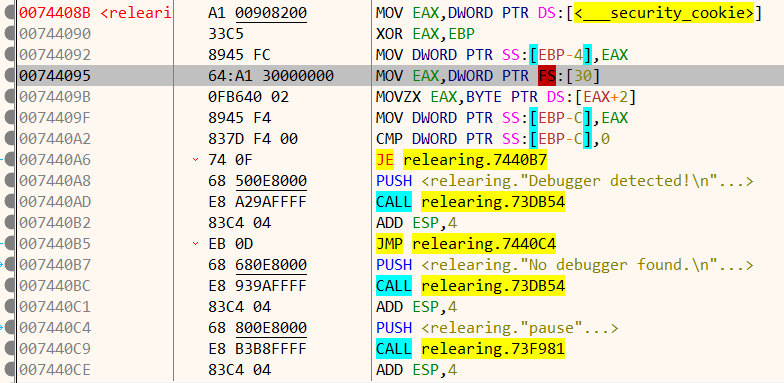 0074408B <releari A1 00908200 MOV EAX,DWORD PTR DS:[<___security_cookie>]
00744090 33C5 XOR EAX,EBP
00744092 8945 FC MOV DWORD PTR SS:[EBP-4],EAX
00744095 64:A1 30000000 MOV EAX,DWORD PTR FS:[30]
0074409B 0FB640 02 MOVZX EAX,BYTE PTR DS:[EAX+2]
0074409F 8945 F4 MOV DWORD PTR SS:[EBP-C],EAX
007440A2 837D F4 00 CMP DWORD PTR SS:[EBP-C],0
007440A6 74 0F JE relearing.7440B7
007440A8 68 500E8000 PUSH <relearing."Debugger detected!\n"...>
007440AD E8 A29AFFFF CALL relearing.73DB54
007440B2 83C4 04 ADD ESP,4
007440B5 EB 0D JMP relearing.7440C4
007440B7 68 680E8000 PUSH <relearing."No debugger found.\n"...>
007440BC E8 939AFFFF CALL relearing.73DB54
007440C1 83C4 04 ADD ESP,4
007440C4 68 800E8000 PUSH <relearing."pause"...>
007440C9 E8 B3B8FFFF CALL relearing.73F981
007440CE 83C4 04 ADD ESP,4